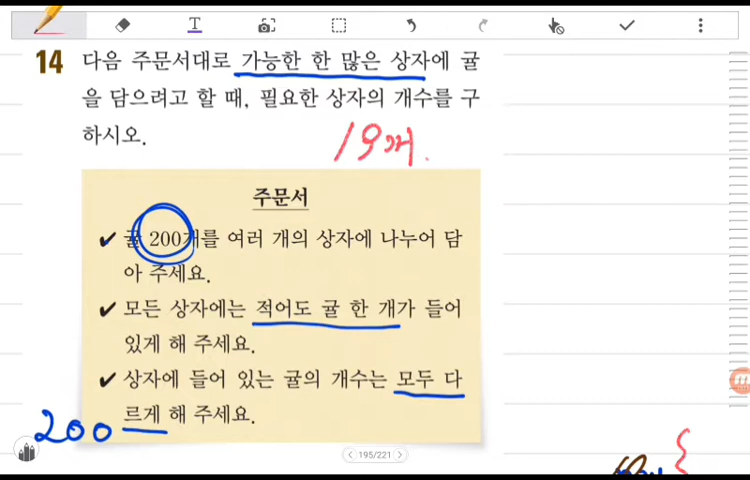 T
14 다음 주문서대로 가능한 한 많은 상자에 귤
을 담으려고 할 때, 필요한 상자의 개수를 구
하시오.
19개.
주문서
✔ 귤 200개를 여러 개의 상자에 나누어 담
아 주세요.
✔ 모든 상자에는 적어도 귤 한 개가 들어
있게 해 주세요.
✔ 상자에 들어 있는 귤의 개수는 모두 다
르게 해 주세요.
200
195/221